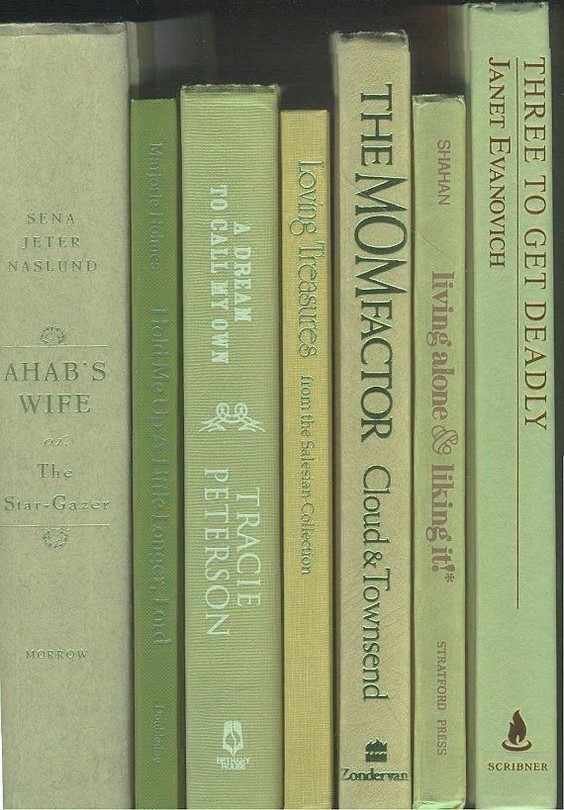 SENA
JETER
NASLUND
AHAB'S
WIFE
or,
The
Star-Gazer
MORROW
Marjorie Holmes
Hold Me Up A Little Longer, Lord
Doubleday
A DREAM
TO CALL MY OWN
TRACIE
PETERSON
BETHANY
HOUSE
Loving Treasures from the Salesian Collection
THE MOM FACTOR Cloud & Townsend
Zondervan
SHAHAN
living alone & liking it!*
STRATFORD PRESS
THREE TO GET DEADLY
JANET EVANOVICH
SCRIBNER